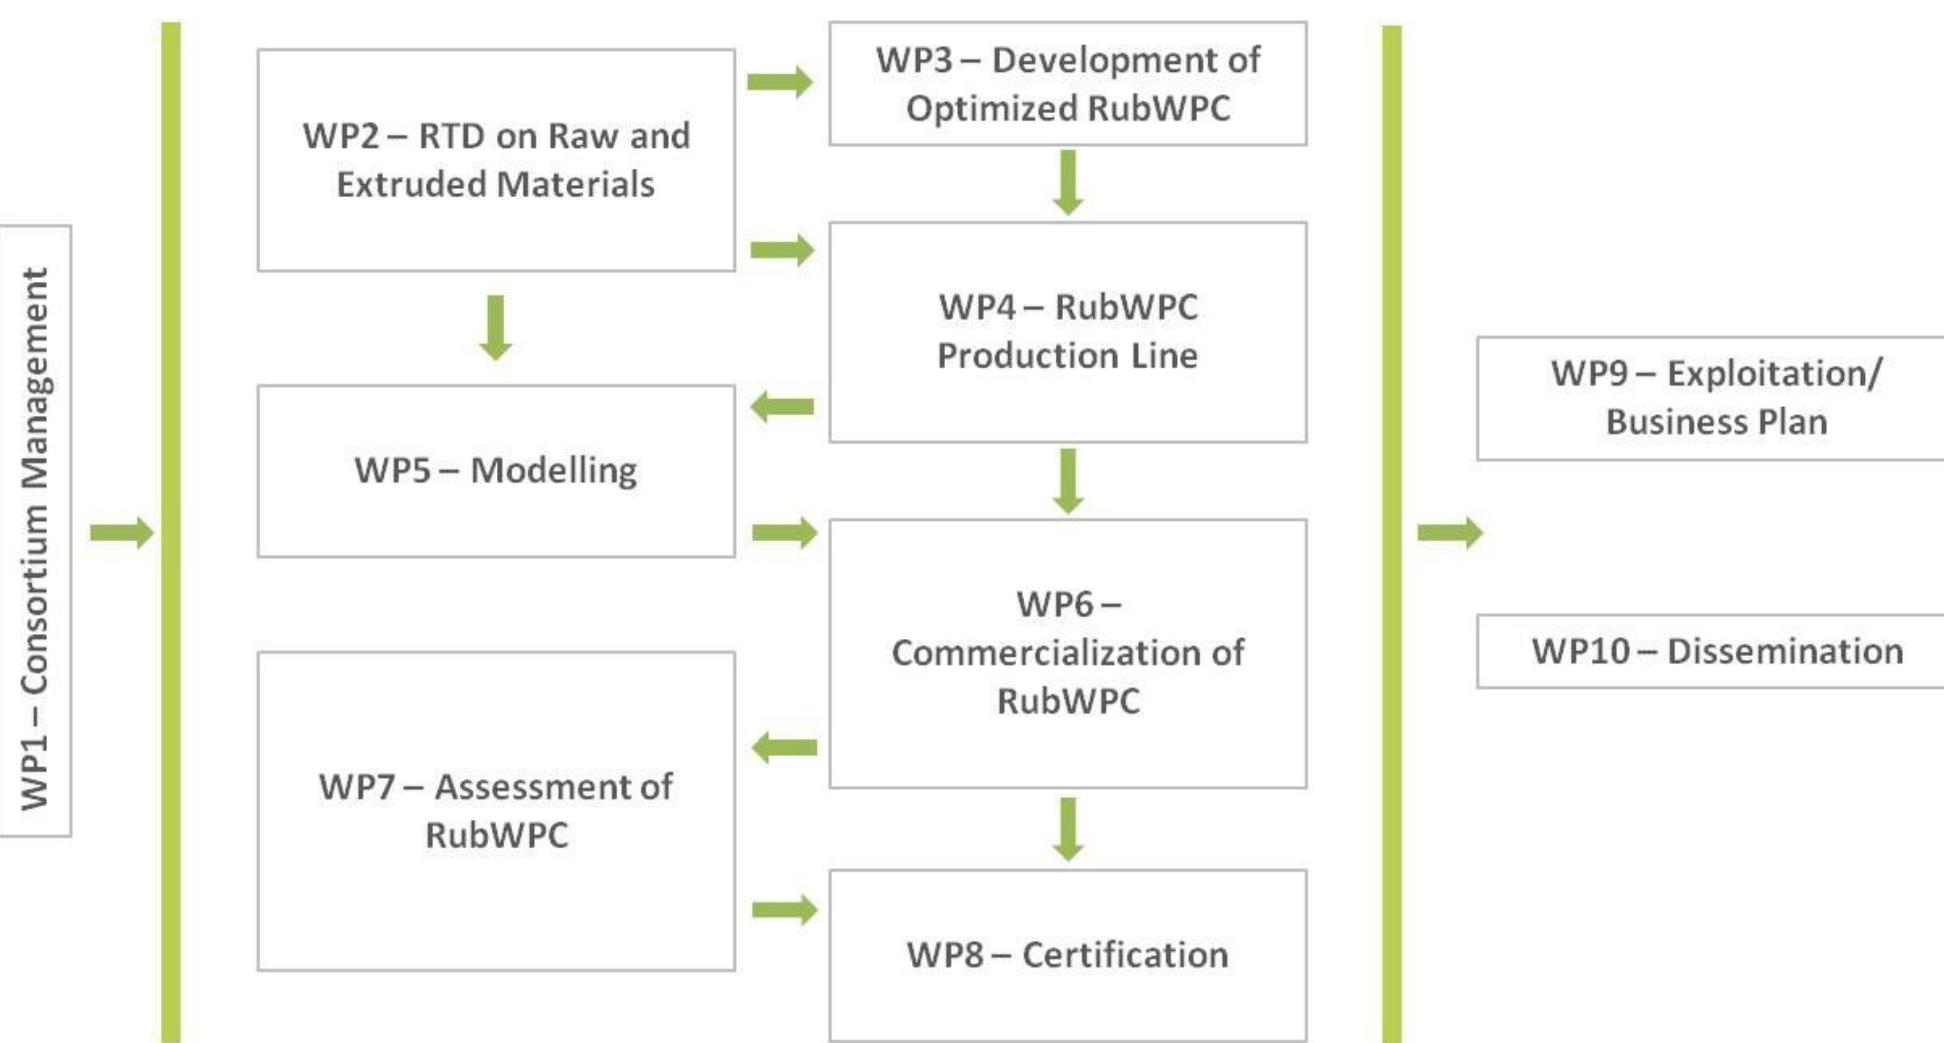 WP1 – Consortium Management
WP2 – RTD on Raw and
Extruded Materials
WP3 – Development of
Optimized RubWPC
WP4 – RubWPC
Production Line
WP5 – Modelling
WP6 –
Commercialization of
RubWPC
WP7 – Assessment of
RubWPC
WP8 – Certification
WP9 – Exploitation/
Business Plan
WP10 – Dissemination